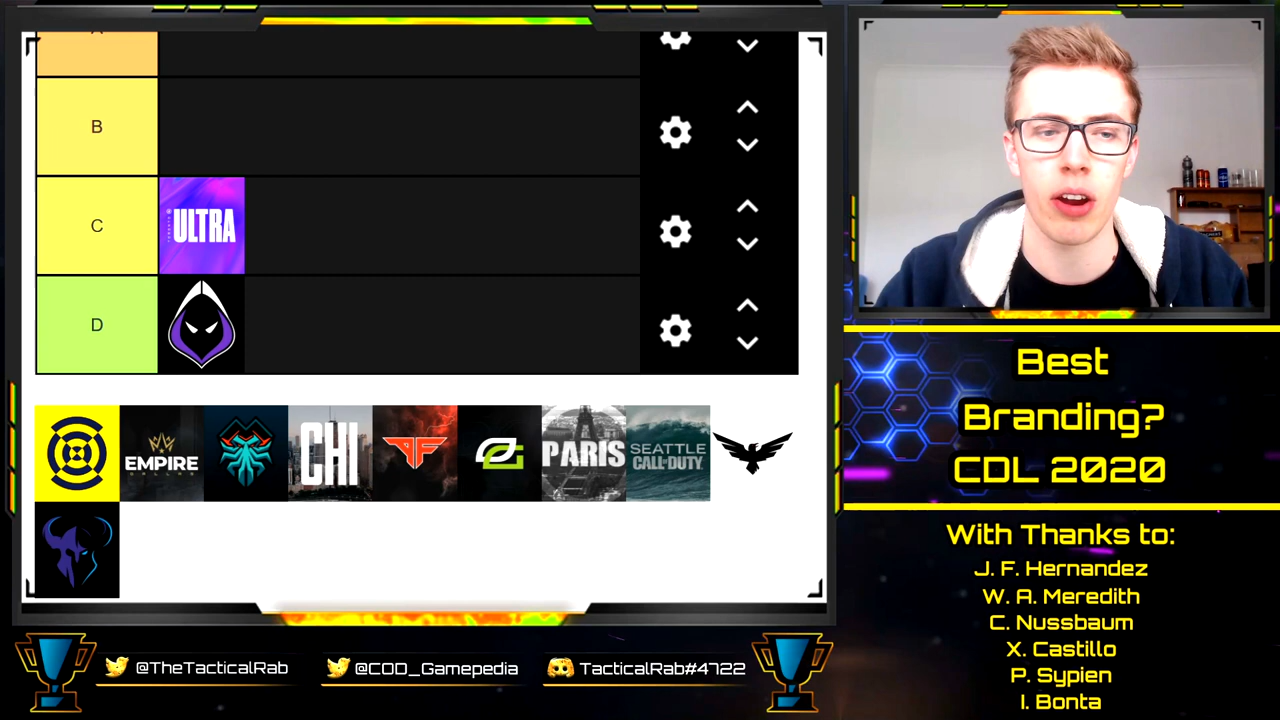 B
C
ULTRA
D
EMPIRE
DALLAS
CHI
PARIS
SEATTLE
CALL OF DUTY
Best
Branding?
CDL 2020
With Thanks to:
J. F. Hernandez
W. A. Meredith
C. Nussbaum
X. Castillo
P. Sypien
I. Bonta
@TheTacticalRab
@COD_Gamepedia
TacticalRab#4722